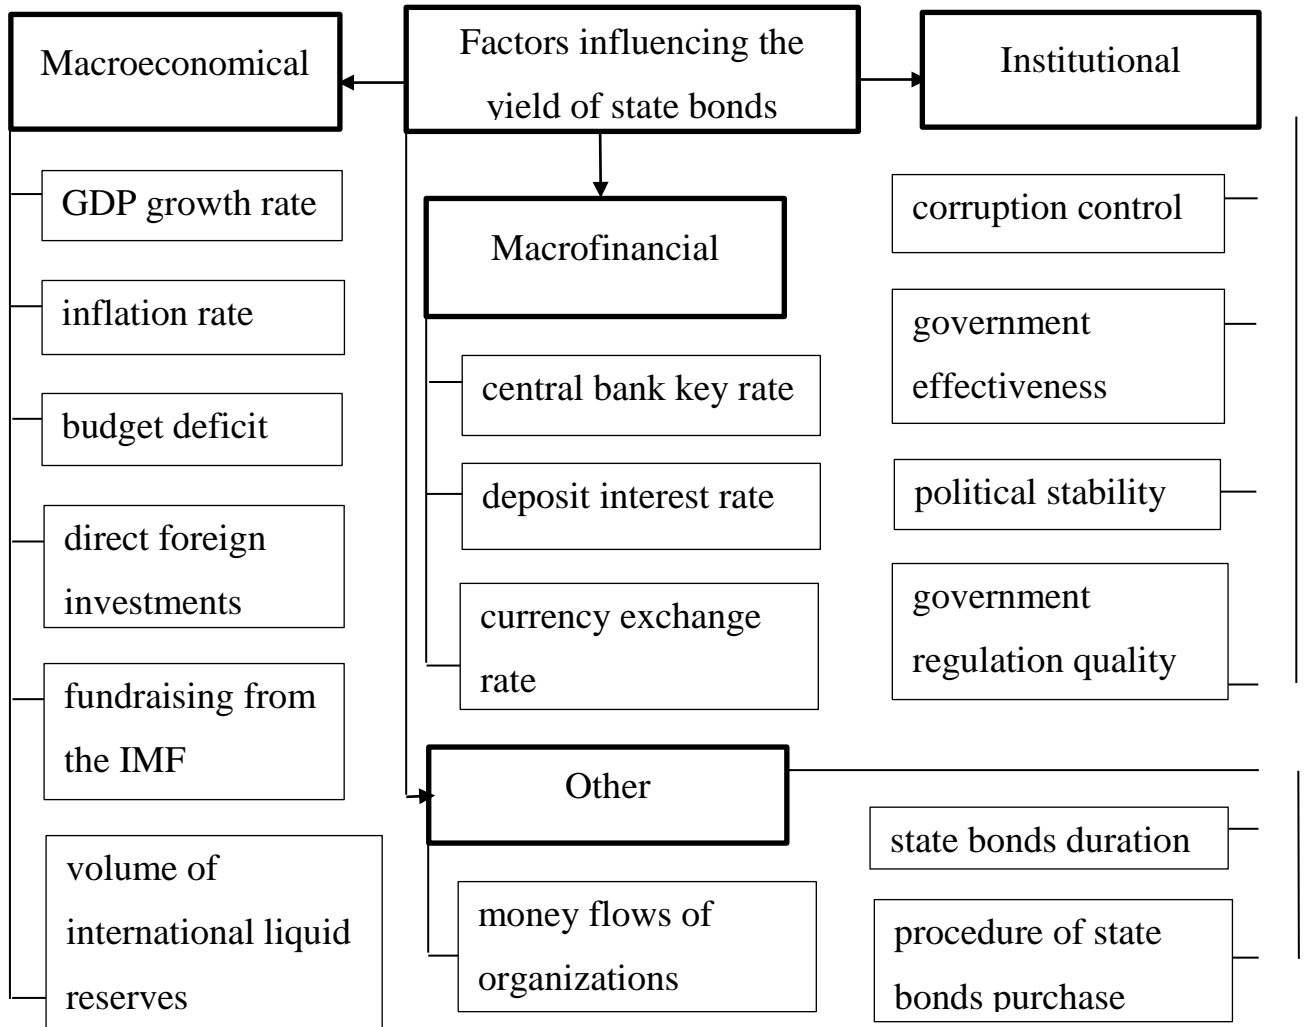 Factors influencing the
yield of state bonds
Macroeconomical
GDP growth rate
inflation rate
budget deficit
direct foreign
investments
fundraising from
the IMF
volume of
international liquid
reserves
Macrofinancial
central bank key rate
deposit interest rate
currency exchange
rate
Institutional
corruption control
government
effectiveness
political stability
government
regulation quality
Other
money flows of
organizations
state bonds duration
procedure of state
bonds purchase